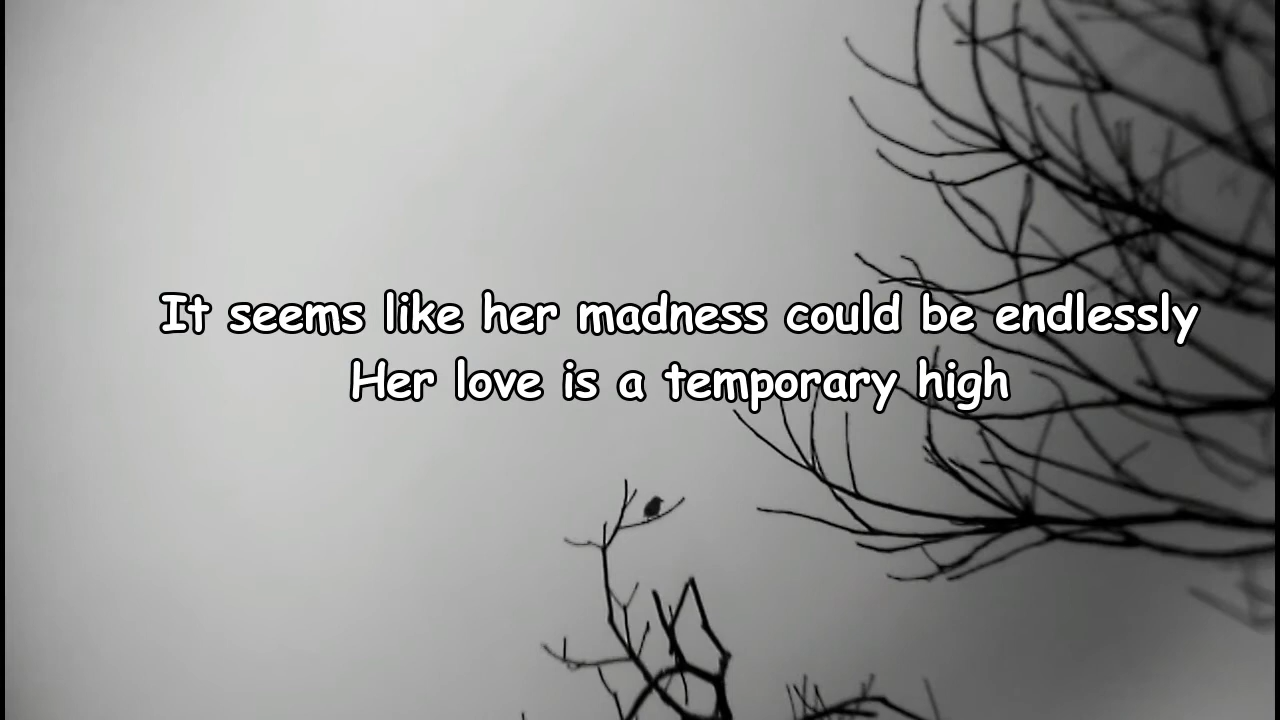 It seems like her madness could be endlessly
Her love is a temporary high